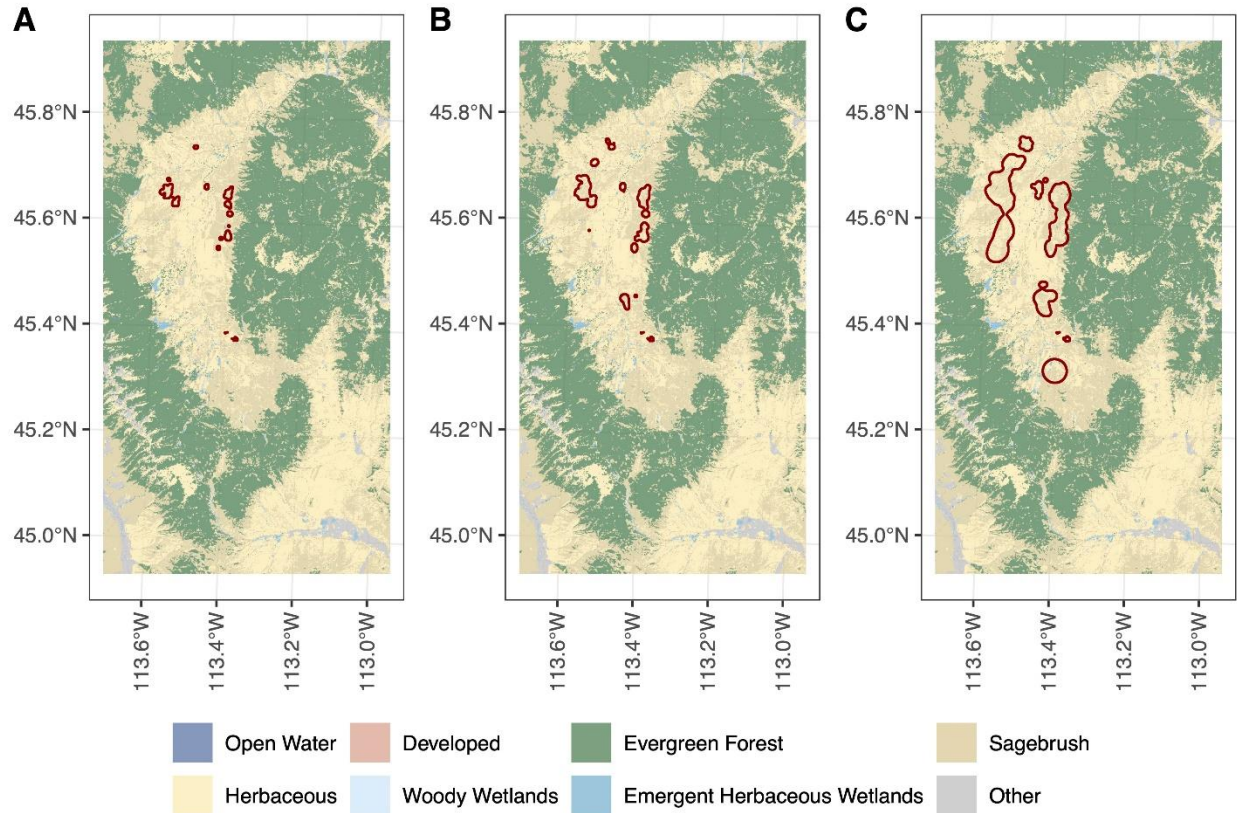 A
B
C
45.8°N
45.6°N
45.4°N
45.2°N
45.0°N
113.6°W
113.4°W
113.2°W
113.0°W
45.8°N
45.6°N
45.4°N
45.2°N
45.0°N
113.6°W
113.4°W
113.2°W
113.0°W
45.8°N
45.6°N
45.4°N
45.2°N
45.0°N
113.6°W
113.4°W
113.2°W
113.0°W
Open Water
Developed
Evergreen Forest
Sagebrush
Herbaceous
Woody Wetlands
Emergent Herbaceous Wetlands
Other